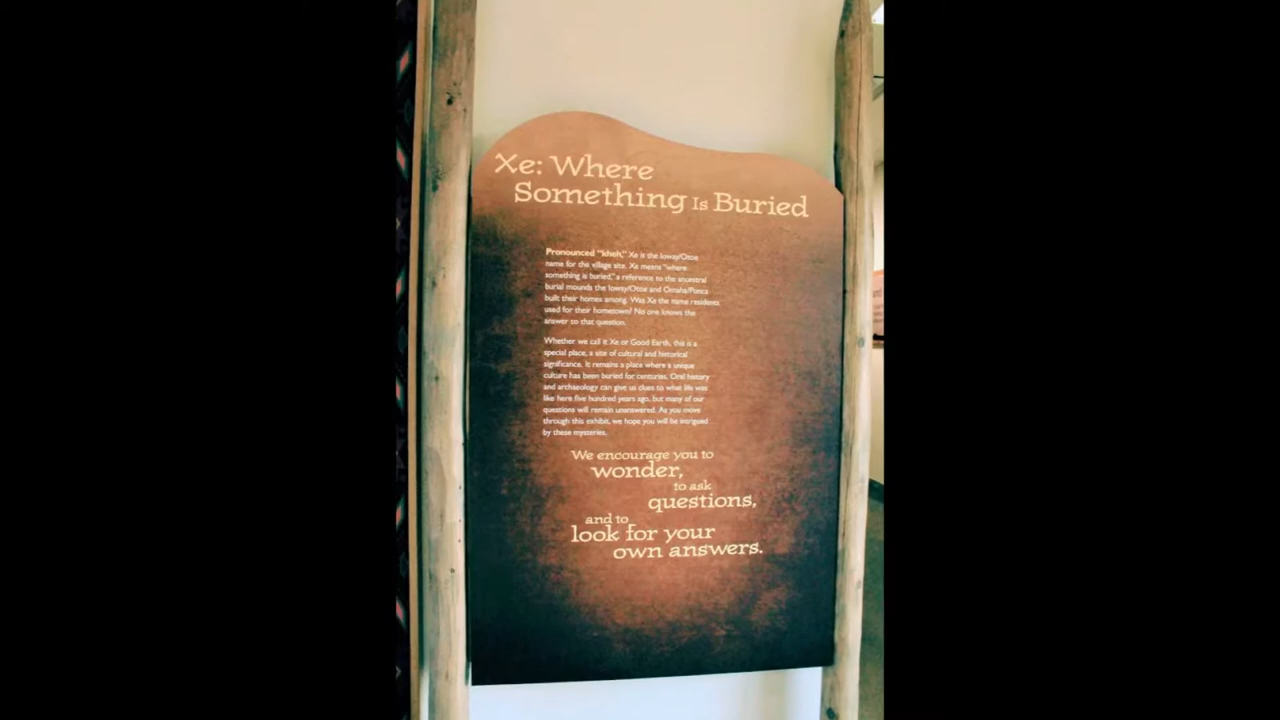 Xe: Where
Something Is Buried
Pronounced "kheh," Xe is the Ioway/Otoe
name for the village site. Xe means "where
something is buried," a reference to the ancestral
burial mounds the Ioway/Otoe and Omaha/Ponca
built their homes among. Was Xe the name residents
used for their hometown? No one knows the
answer to that question.
Whether we call it Xe or Good Earth, this is a
special place, a site of cultural and historical
significance. It remains a place where a unique
culture has been buried for centuries. Oral history
and archaeology can give us clues to what life was
like here five hundred years ago, but many of our
questions will remain unanswered. As you move
through this exhibit, we hope you will be intrigued
by these mysteries.
We encourage you to
wonder,
to ask
questions,
and to
look for your
own answers.